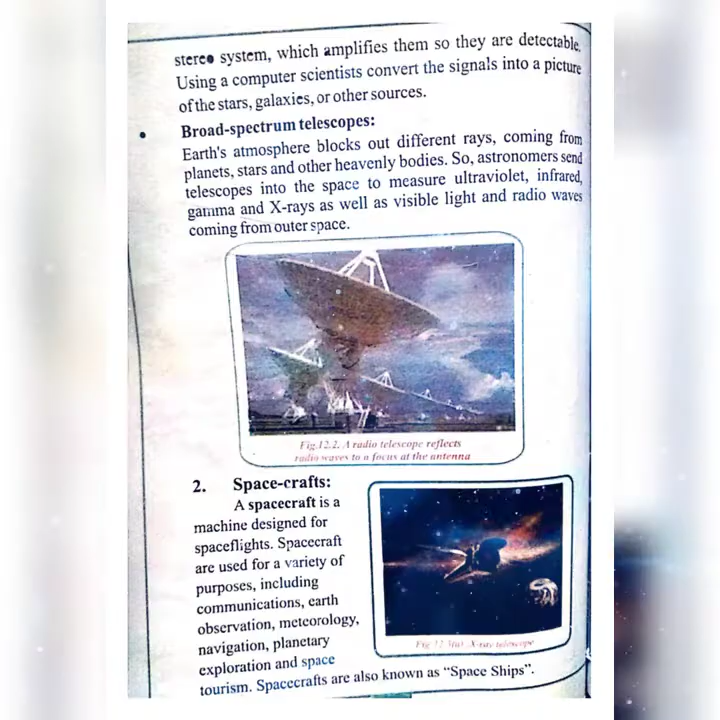 stereo system, which amplifies them so they are detectable.
Using a computer scientists convert the signals into a picture
of the stars, galaxies, or other sources.
• Broad-spectrum telescopes:
Earth's atmosphere blocks out different rays, coming from
planets, stars and other heavenly bodies. So, astronomers send
telescopes into the space to measure ultraviolet, infrared,
gamma and X-rays as well as visible light and radio waves
coming from outer space.
Fig.12.2. A radio telescope reflects
radio waves to a focus at the antenna
2. Space-crafts:
A spacecraft is a
machine designed for
spaceflights. Spacecraft
are used for a variety of
purposes, including
communications, earth
observation, meteorology,
navigation, planetary
exploration and space
tourism. Spacecrafts are also known as “Space Ships”.
Fig 12.3(a). X-ray telescope